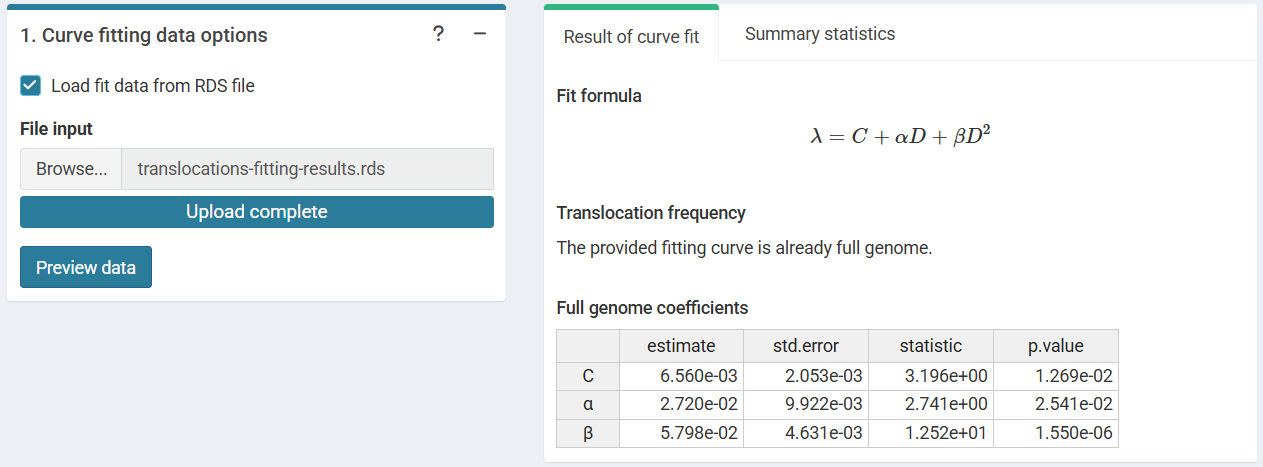 1. Curve fitting data options ? −
Load fit data from RDS file
File input
Browse... translocations-fitting-results.rds
Upload complete
Preview data
Result of curve fit Summary statistics
Fit formula
λ = C + αD + βD²
Translocation frequency
The provided fitting curve is already full genome.
Full genome coefficients
estimate std.error statistic p.value
C 6.560e-03 2.053e-03 3.196e+00 1.269e-02
α 2.720e-02 9.922e-03 2.741e+00 2.541e-02
β 5.798e-02 4.631e-03 1.252e+01 1.550e-06